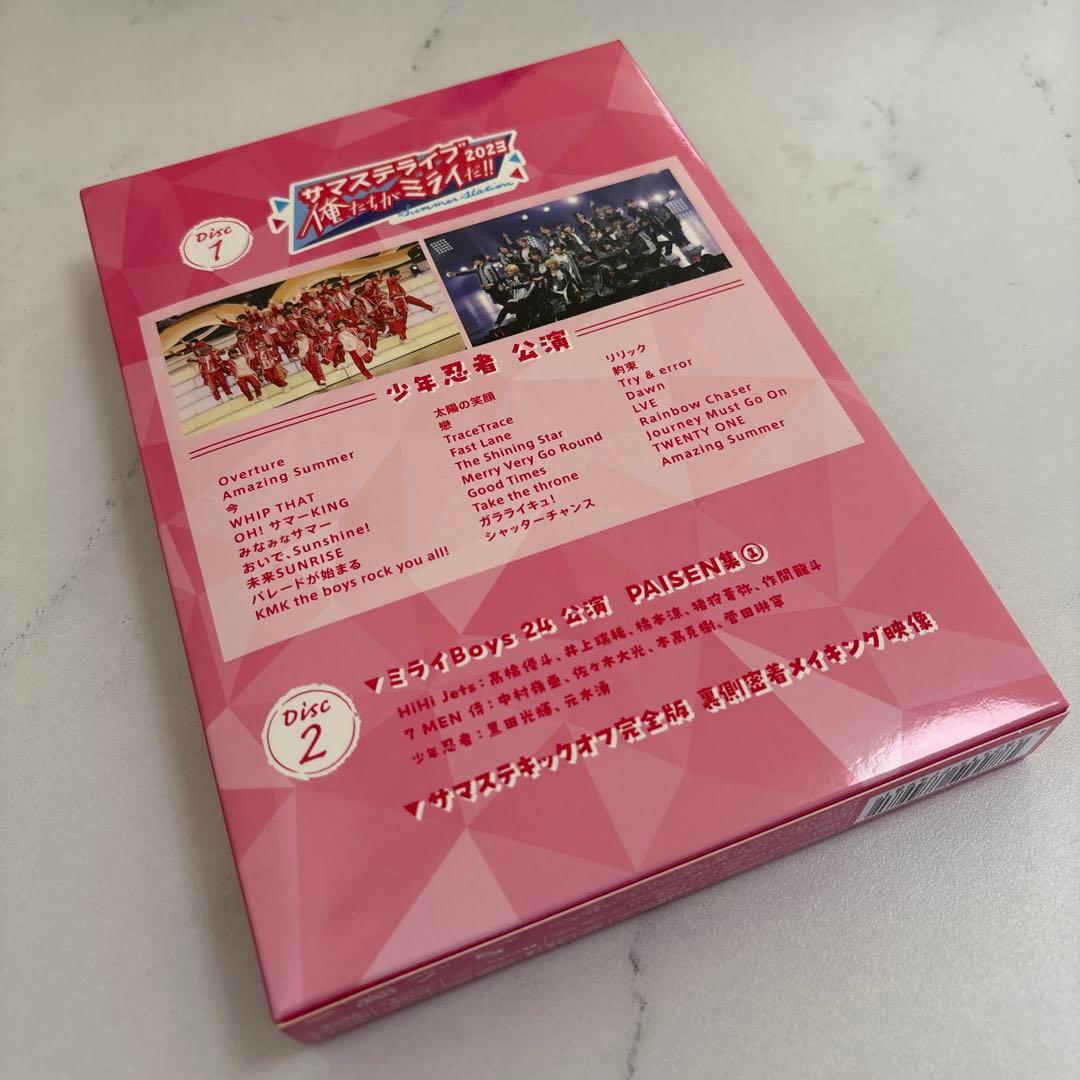 サマステライブ2023
俺たちがミライだ!!
Summer Station
Disc
1
少年忍者 公演
Overture
Amazing Summer
今
WHIP THAT
OH! サマーKING
みなみなサマー
おいで、Sunshine!
未来SUNRISE
パレードが始まる
KMK the boys rock you all!
太陽の笑顔
戀
TraceTrace
Fast Lane
The Shining Star
Merry Very Go Round
Good Times
Take the throne
ガラライキュ!
シャッターチャンス
リリック
約束
Try & error
Dawn
LVE
Rainbow Chaser
Journey Must Go On
TWENTY ONE
Amazing Summer
Disc
2
▼ミライBoys 24 公演 PAISEN集①
HiHi Jets:髙橋優斗、井上瑞稀、橋本涼、猪狩蒼弥、作間龍斗
7 MEN 侍:中村嶺亜、佐々木大光、本髙克樹、菅田琳寧
少年忍者:黒田光輝、元木湧
▼サマステキックオフ完全版 裏側密着メイキング映像